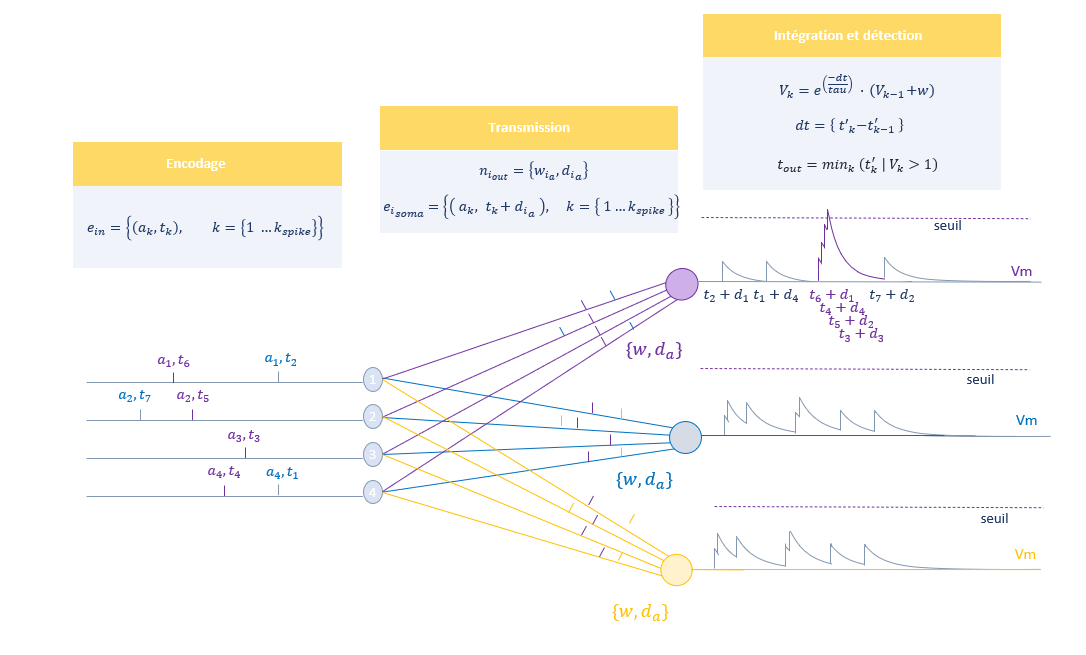 Intégration et détection
V_k = e^(−dt/tau) · (V_{k−1}+w)
dt = { t'_k−t'_{k−1} }
t_out = min_k (t'_k | V_k > 1)
Transmission
n_{i_out} = {w_{i_a}, d_{i_a}}
e_{i_soma} = {( a_k, t_k + d_{i_a} ), k = { 1 … k_spike }}
Encodage
e_in = {(a_k, t_k), k = {1 … k_spike}}
seuil
Vm
t_2 + d_1 t_1 + d_4 t_6 + d_1 t_7 + d_2
t_4 + d_4
t_5 + d_2
t_3 + d_3
{w, d_a}
a_1, t_6 a_1, t_2
1
a_2, t_7 a_2, t_5
2
a_3, t_3
3
a_4, t_4 a_4, t_1
4
seuil
Vm
{w, d_a}
seuil
Vm
{w, d_a}